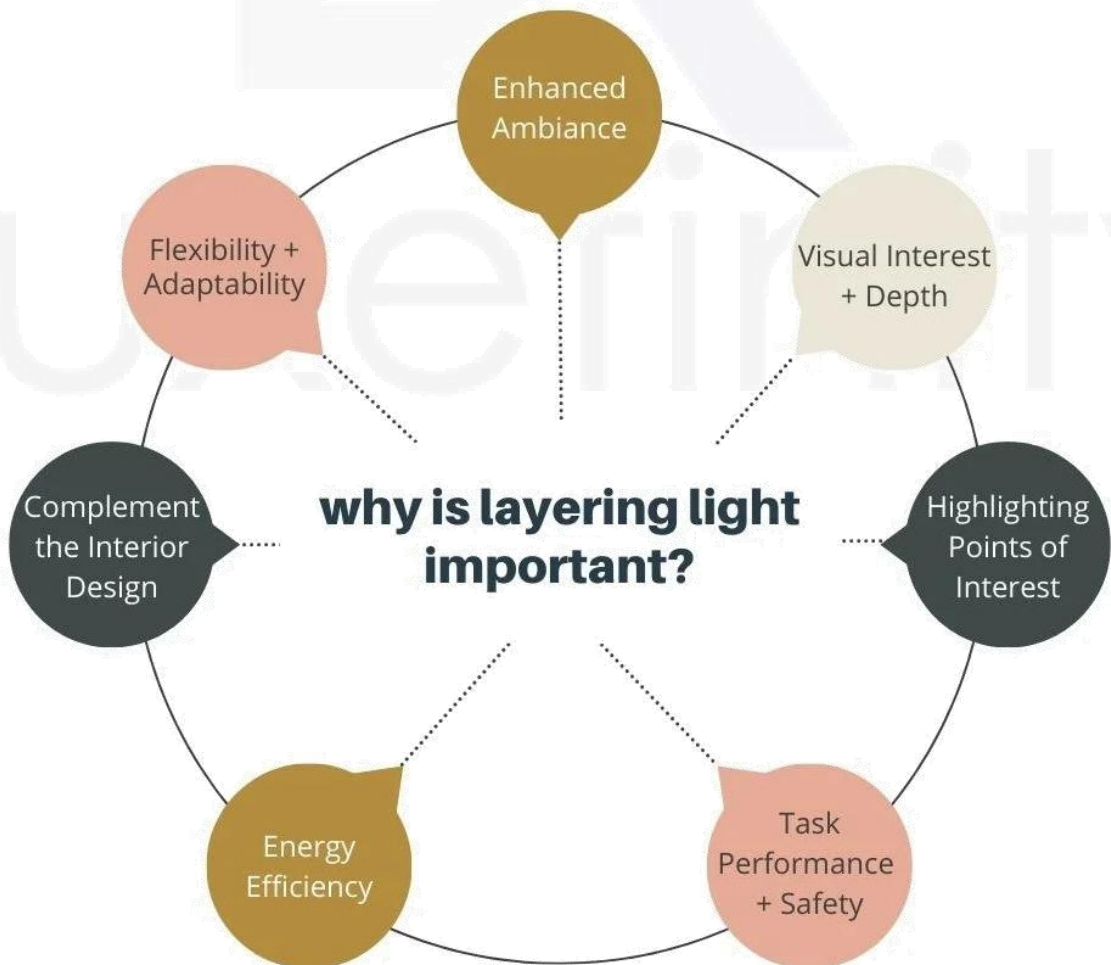 Enhanced
Ambiance
Visual Interest
+ Depth
Highlighting
Points of
Interest
Task
Performance
+ Safety
Energy
Efficiency
Complement
the Interior
Design
Flexibility +
Adaptability
why is layering light
important?